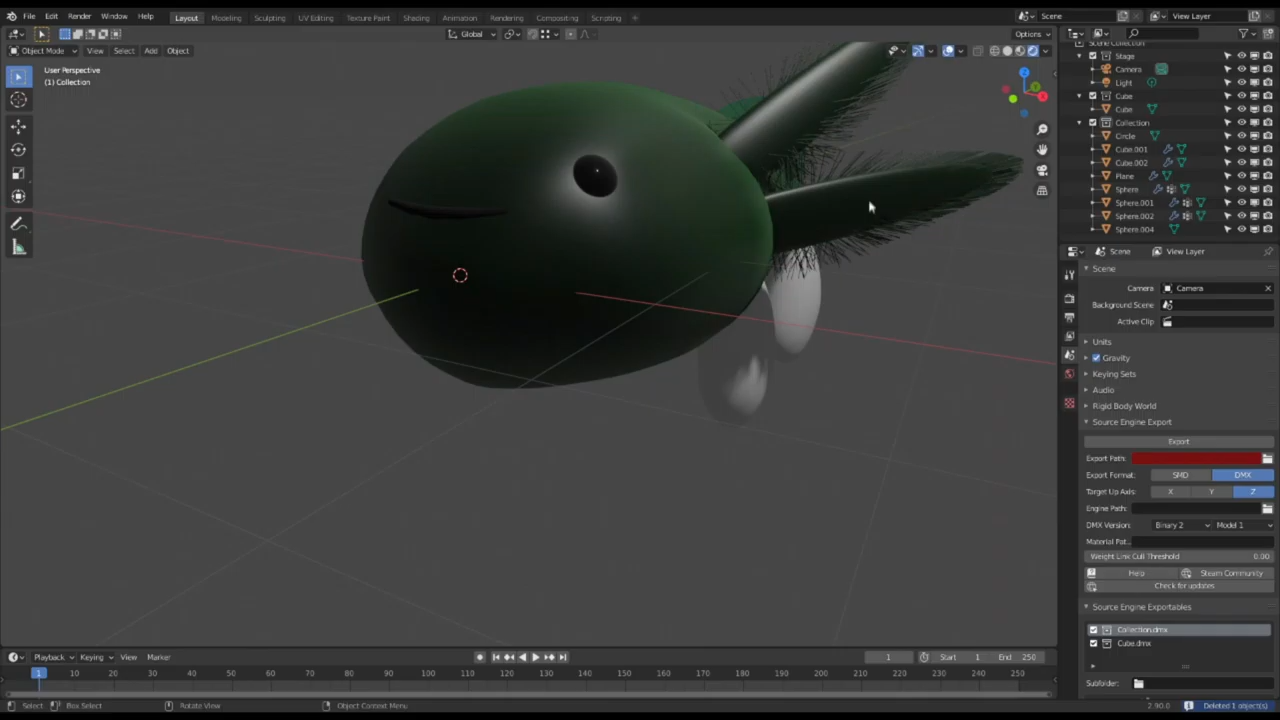 File Edit Render Window Help Layout Modeling Sculpting UV Editing Texture Paint Shading Animation Rendering Compositing Scripting + Scene View Layer
Global Options
Object Mode View Select Add Object
User Perspective
(1) Collection
Scene Collection
Stage
Camera
Light
Cube
Cube
Collection
Circle
Cube.001
Cube.002
Plane
Sphere
Sphere.001
Sphere.002
Sphere.004
Scene View Layer
Scene
Camera Camera
Background Scene
Active Clip
Units
Gravity
Keying Sets
Audio
Rigid Body World
Source Engine Export
Export
Export Path:
Export Format: SMD DMX
Target Up Axis: X Y Z
Engine Path:
DMX Version: Binary 2 Model 1
Material Pat..
Weight Link Cull Threshold 0.00
Help Steam Community
Check for updates
Source Engine Exportables
Collection.dmx
Cube.dmx
Subfolder:
Playback Keying View Marker 1 Start 1 End 250
1 10 20 30 40 50 60 70 80 90 100 110 120 130 140 150 160 170 180 190 200 210 220 230 240 250
Select Box Select Rotate View Object Context Menu 2.90.0 Deleted 1 object(s)